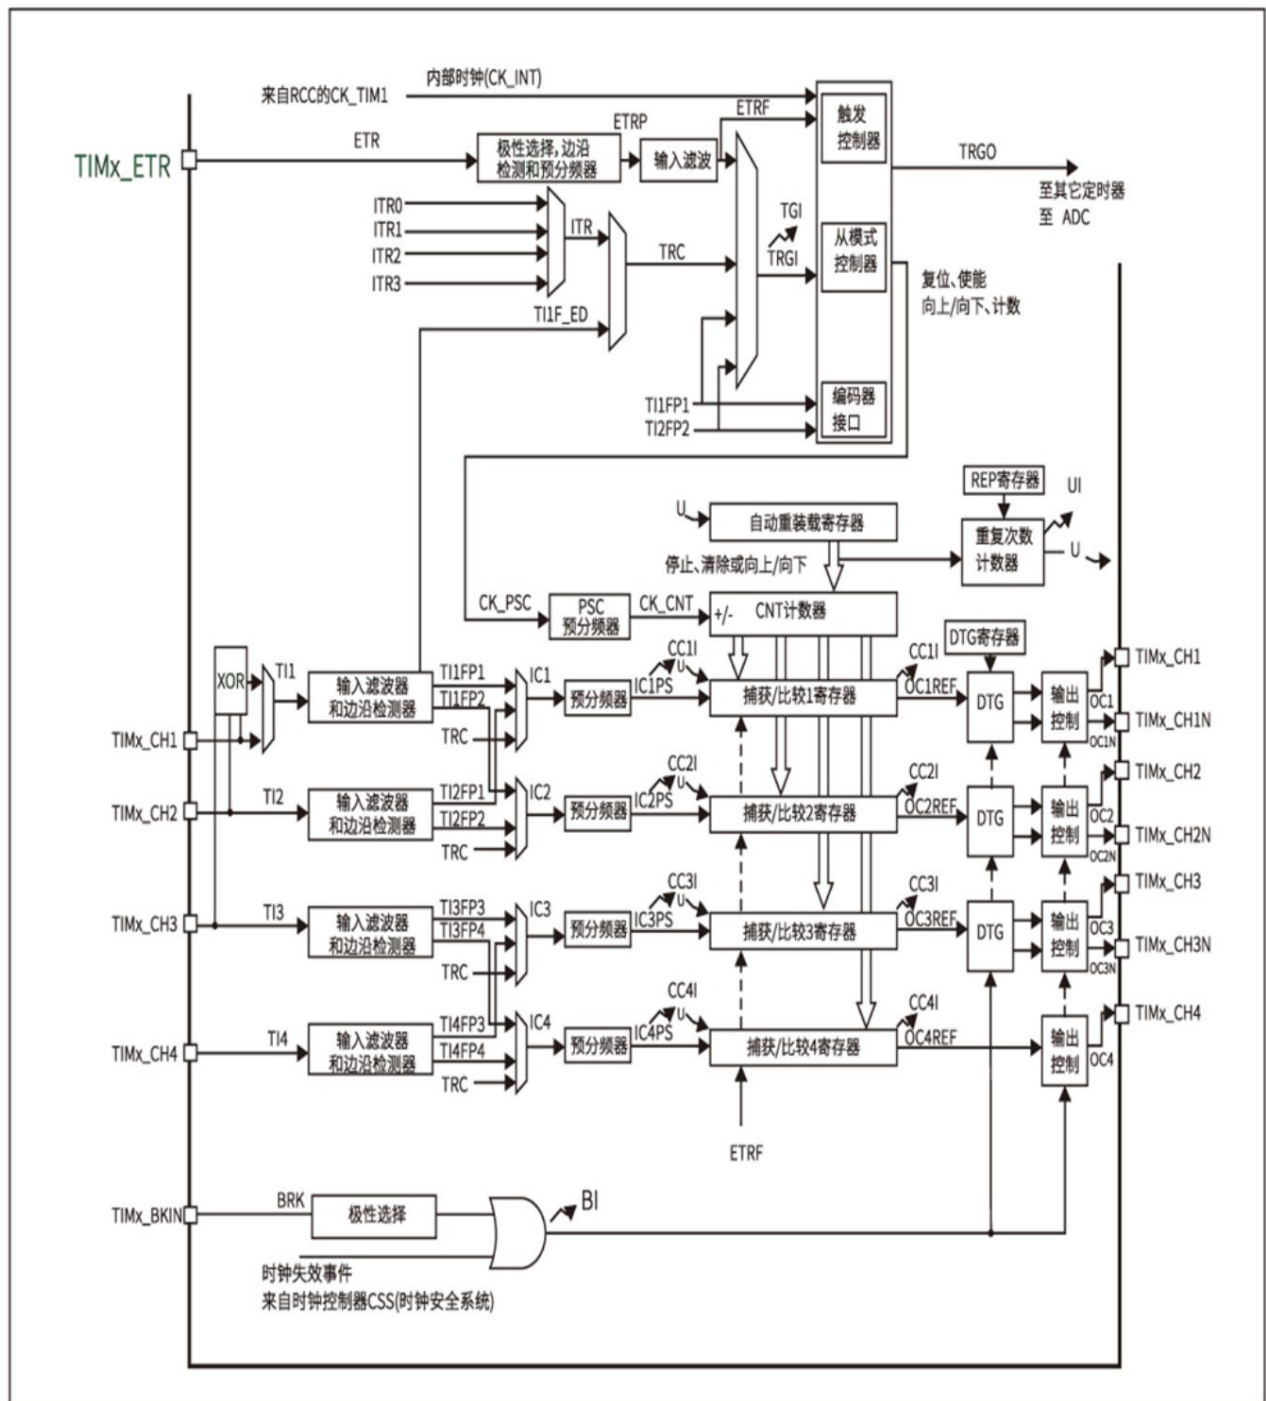 内部时钟(CK_INT)
来自RCC的CK_TIM1
ETRF
触发
控制器
ETRP
ETR
TIMx_ETR
极性选择,边沿
检测和预分频器
输入滤波
TRGO
至其它定时器
至 ADC
ITR0
ITR1
ITR2
ITR3
ITR
TI1F_ED
TRC
TGI
TRGI
从模式
控制器
复位、使能
向上/向下、计数
TI1FP1
TI2FP2
编码器
接口
REP寄存器
UI
U
自动重装载寄存器
重复次数
计数器
U
停止、清除或向上/向下
CK_PSC
PSC
预分频器
CK_CNT
+/-
CNT计数器
DTG寄存器
XOR
TI1
输入滤波器
和边沿检测器
TI1FP1
TI1FP2
TRC
IC1
预分频器
CC1I
U
IC1PS
捕获/比较1寄存器
CC1I
OC1REF
DTG
输出
控制
OC1
OC1N
TIMx_CH1
TIMx_CH1N
TIMx_CH1
TIMx_CH2
TI2
输入滤波器
和边沿检测器
TI2FP1
TI2FP2
TRC
IC2
预分频器
CC2I
U
IC2PS
捕获/比较2寄存器
CC2I
OC2REF
DTG
输出
控制
OC2
OC2N
TIMx_CH2
TIMx_CH2N
TIMx_CH3
TI3
输入滤波器
和边沿检测器
TI3FP3
TI3FP4
TRC
IC3
预分频器
CC3I
U
IC3PS
捕获/比较3寄存器
CC3I
OC3REF
DTG
输出
控制
OC3
OC3N
TIMx_CH3
TIMx_CH3N
TIMx_CH4
TI4
输入滤波器
和边沿检测器
TI4FP3
TI4FP4
TRC
IC4
预分频器
CC4I
U
IC4PS
捕获/比较4寄存器
CC4I
OC4REF
输出
控制
OC4
TIMx_CH4
ETRF
TIMx_BKIN
BRK
极性选择
BI
时钟失效事件
来自时钟控制器CSS(时钟安全系统)